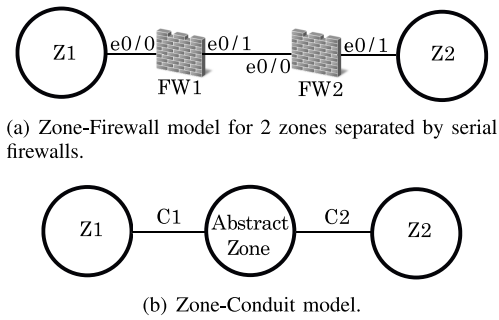 Z1 e0/0 e0/1 e0/1 Z2
e0/0
FW1 FW2
(a) Zone-Firewall model for 2 zones separated by serial
firewalls.
C1 C2
Z1 Abstract Z2
Zone
(b) Zone-Conduit model.